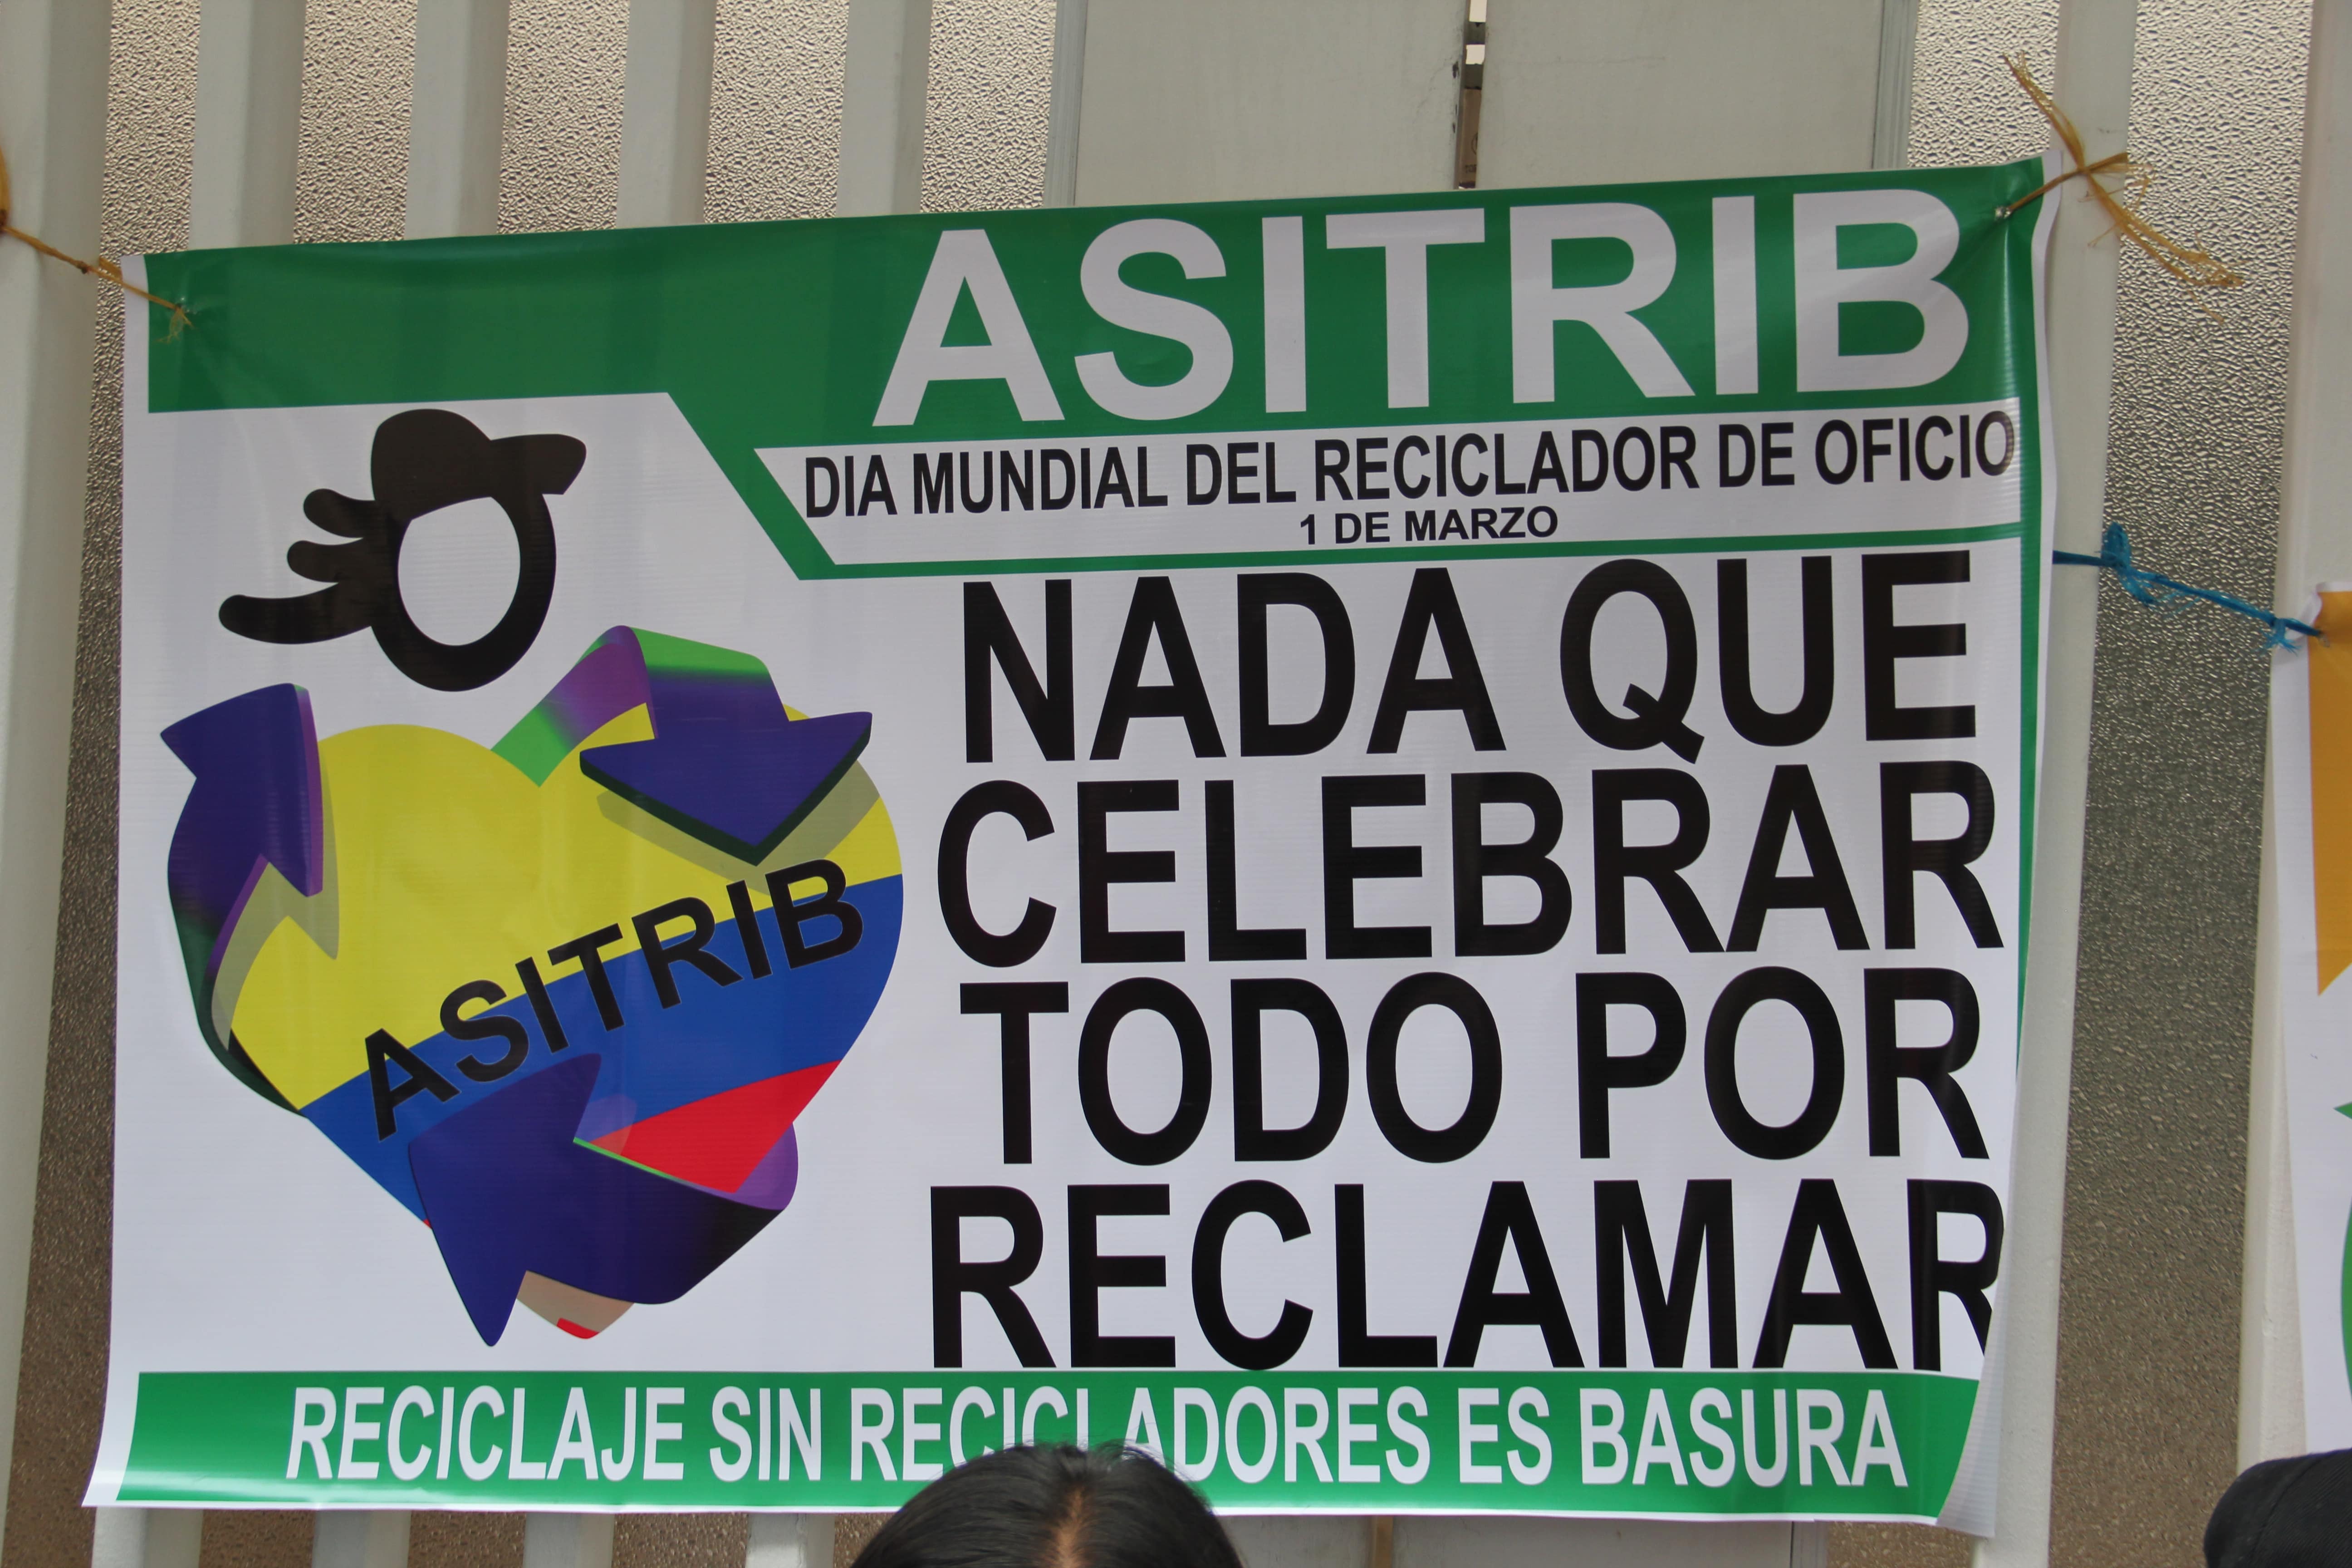 ASITRIB
DIA MUNDIAL DEL RECICLADOR DE OFICIO
1 DE MARZO
NADA QUE
CELEBRAR
TODO POR
RECLAMAR
ASITRIB
RECICLAJE SIN RECICLADORES ES BASURA